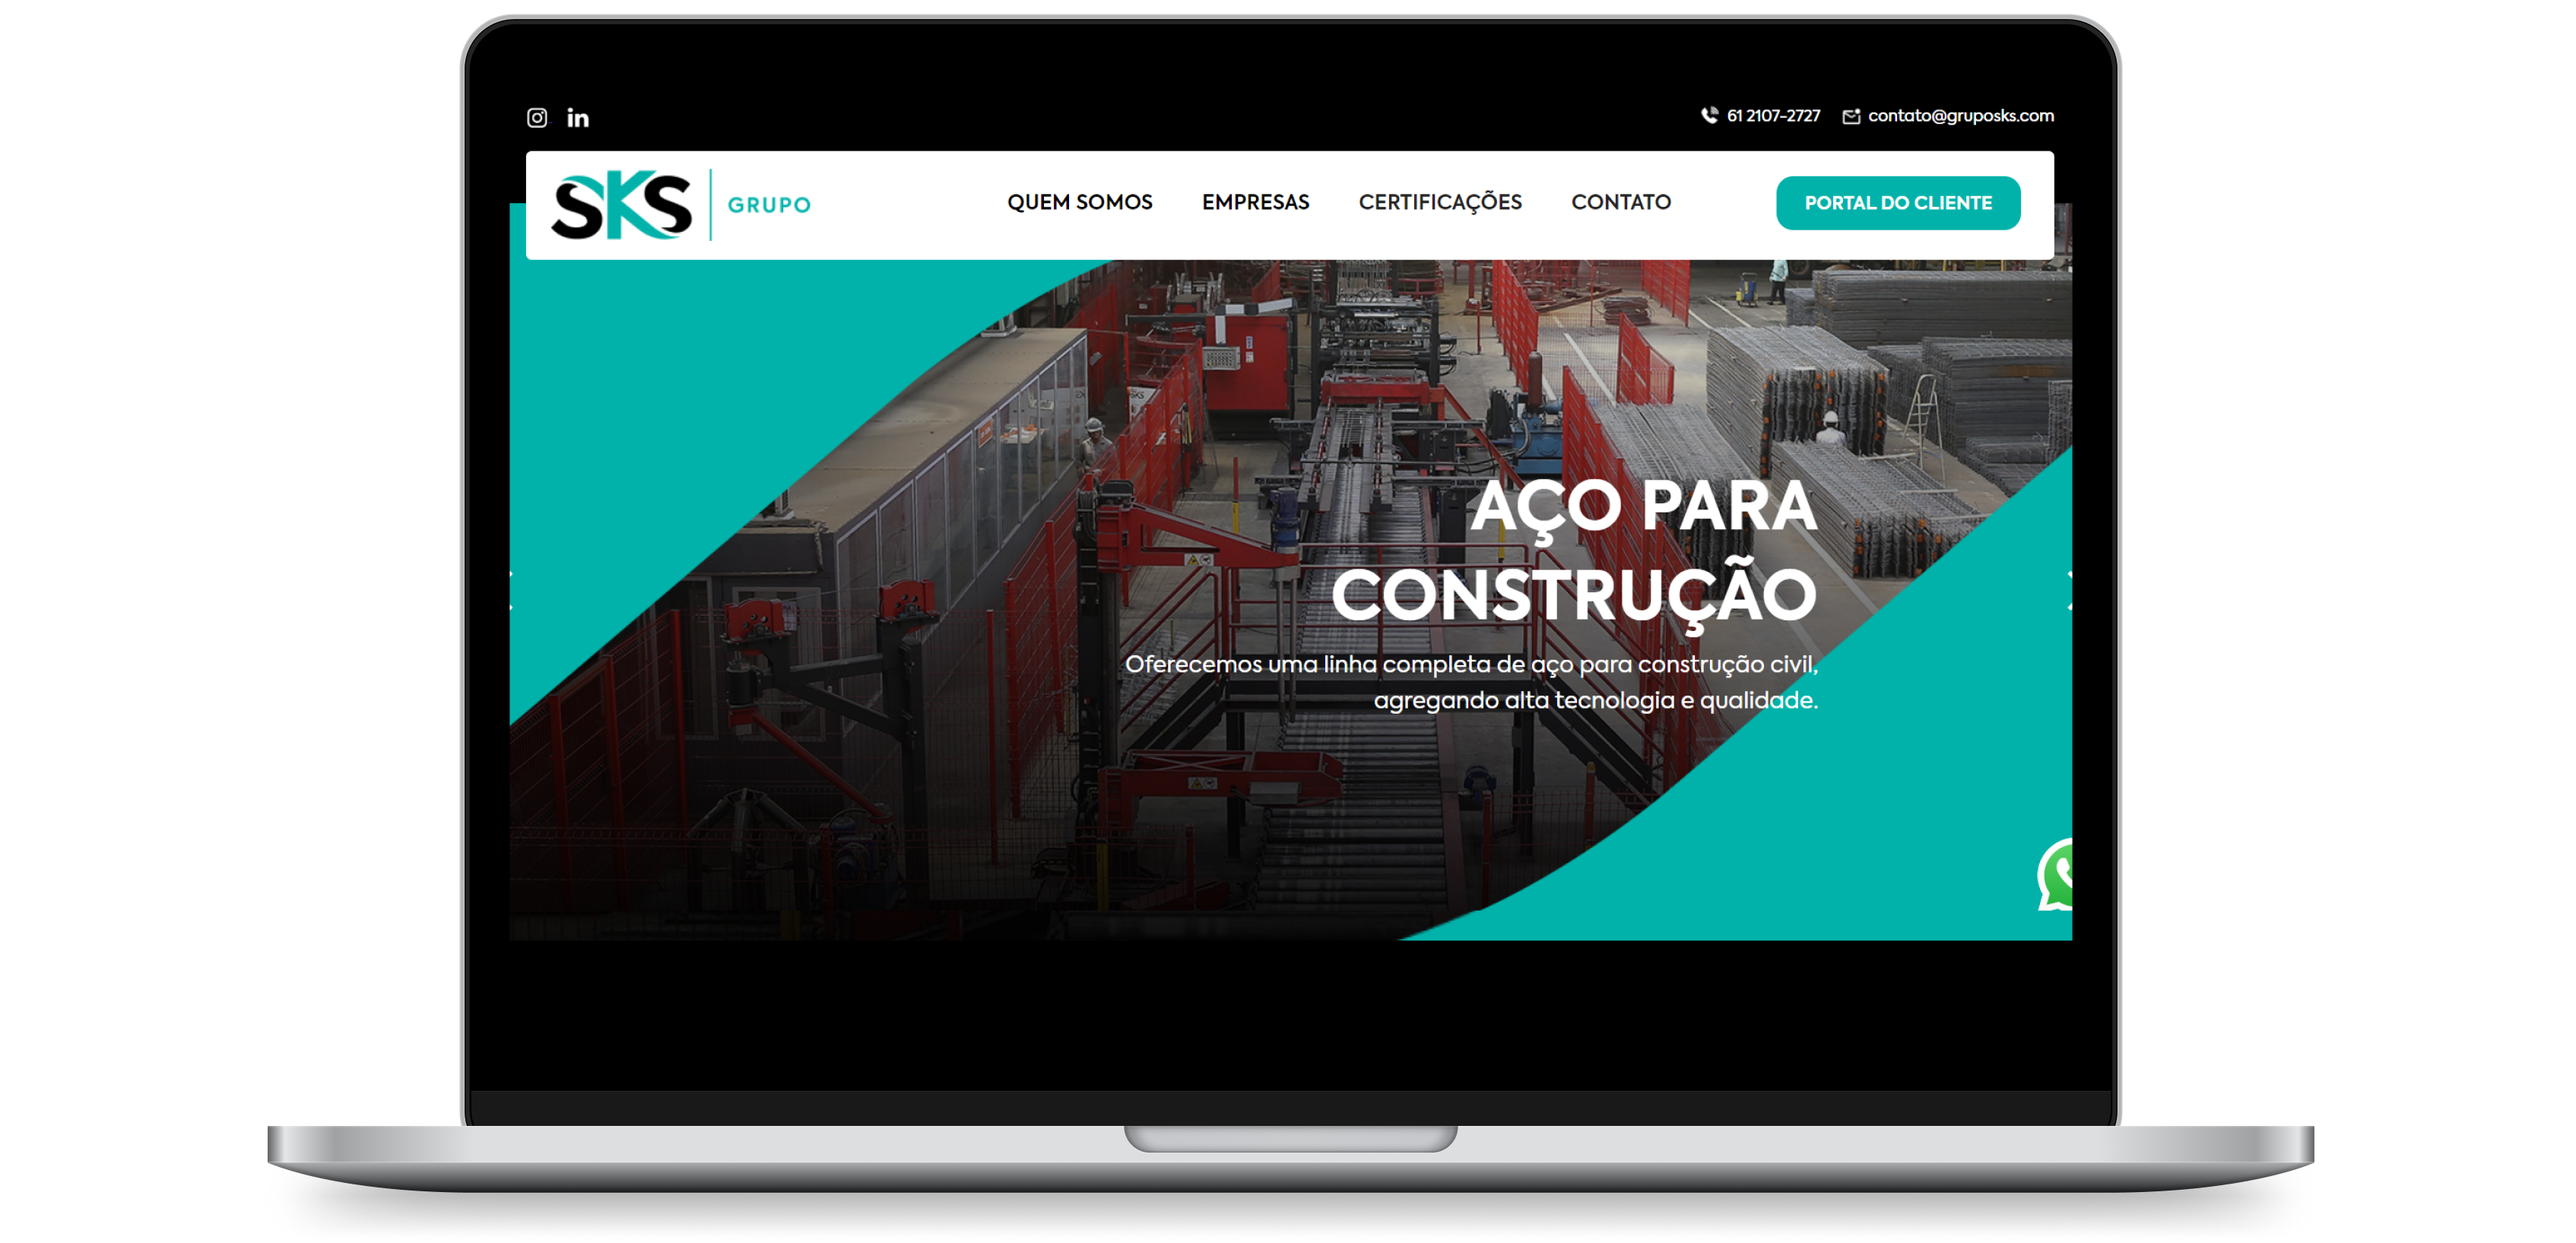 61 2107-2727 contato@gruposks.com
SKS GRUPO QUEM SOMOS EMPRESAS CERTIFICAÇÕES CONTATO PORTAL DO CLIENTE
AÇO PARA
CONSTRUÇÃO
Oferecemos uma linha completa de aço para construção civil,
agregando alta tecnologia e qualidade.